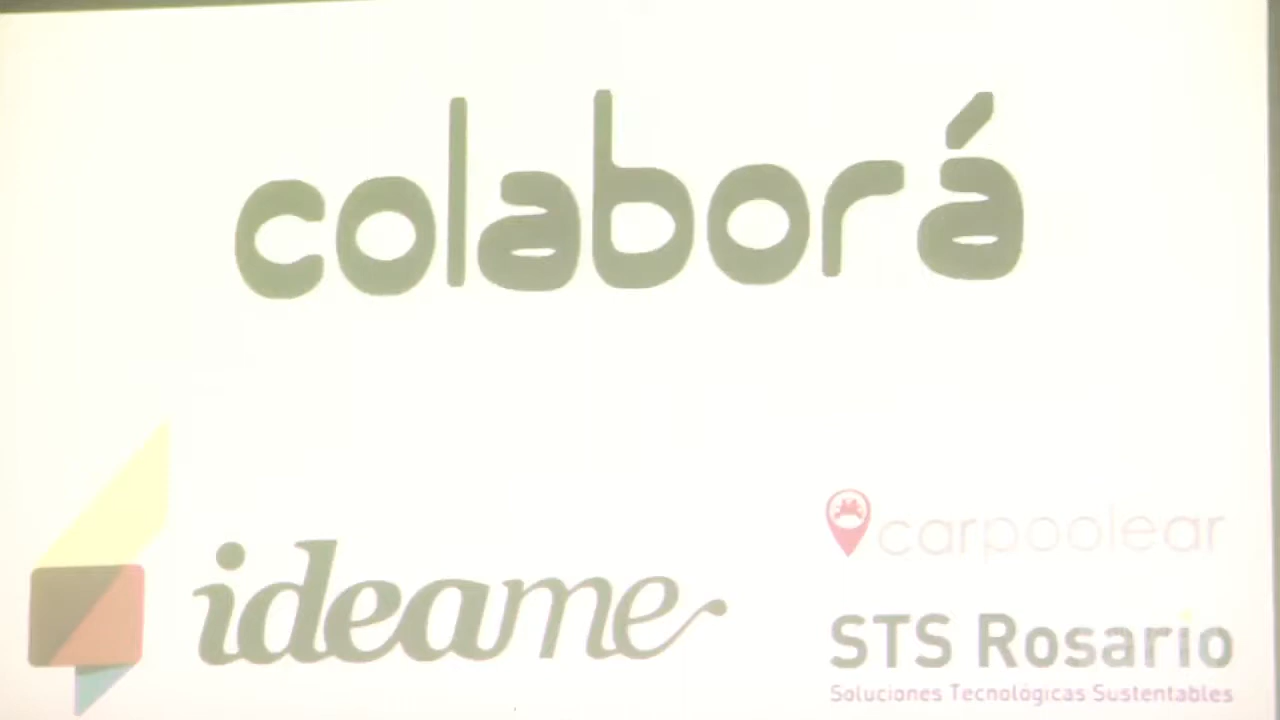 colaborá
ideame
carpoolear
STS Rosario
Soluciones Tecnológicas Sustentables